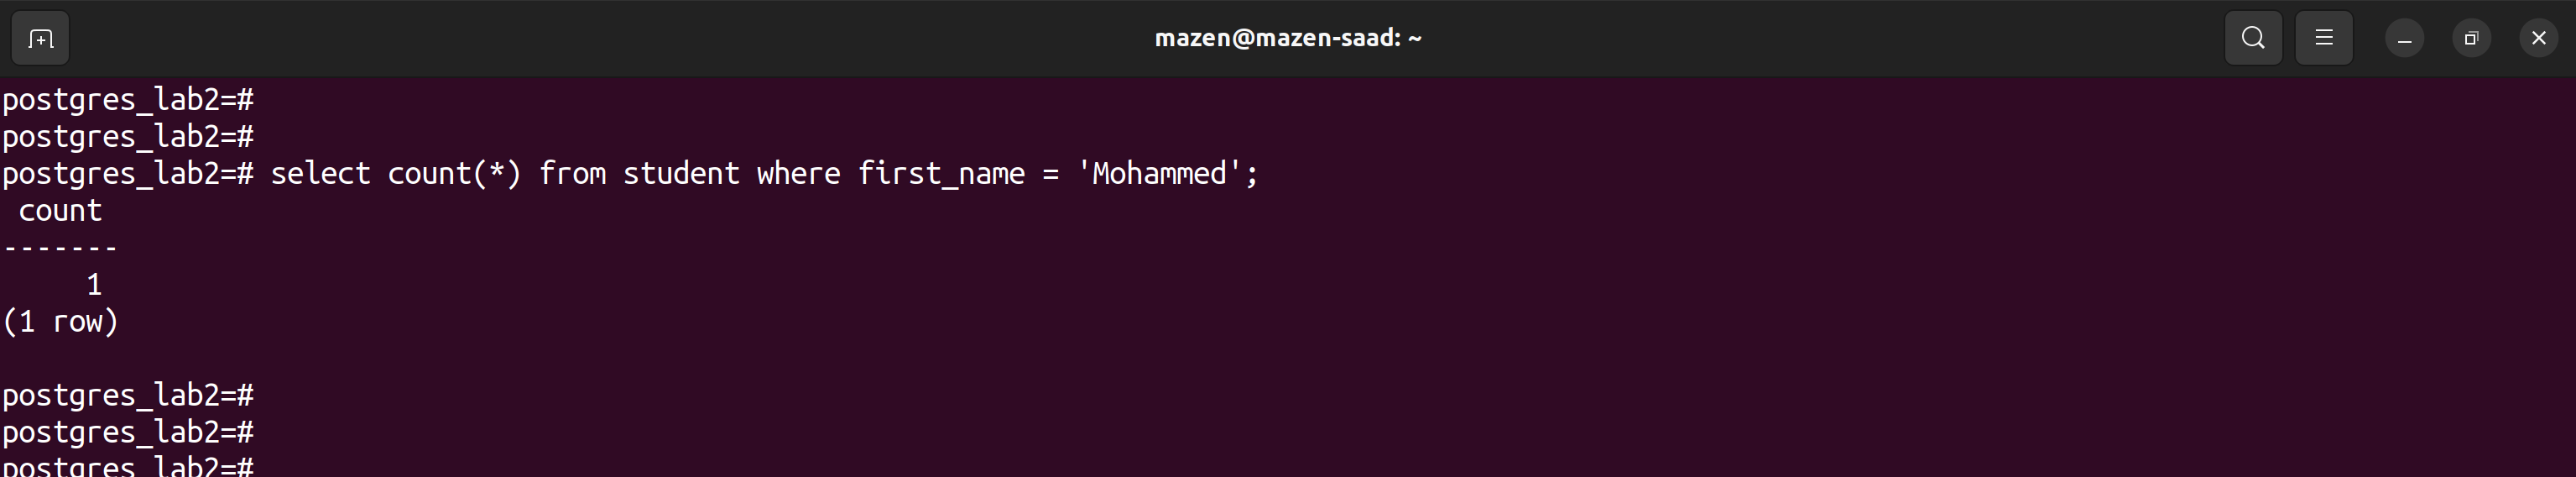 mazen@mazen-saad: ~
postgres_lab2=#
postgres_lab2=#
postgres_lab2=# select count(*) from student where first_name = 'Mohammed';
 count
-------
     1
(1 row)

postgres_lab2=#
postgres_lab2=#
postgres_lab2=#